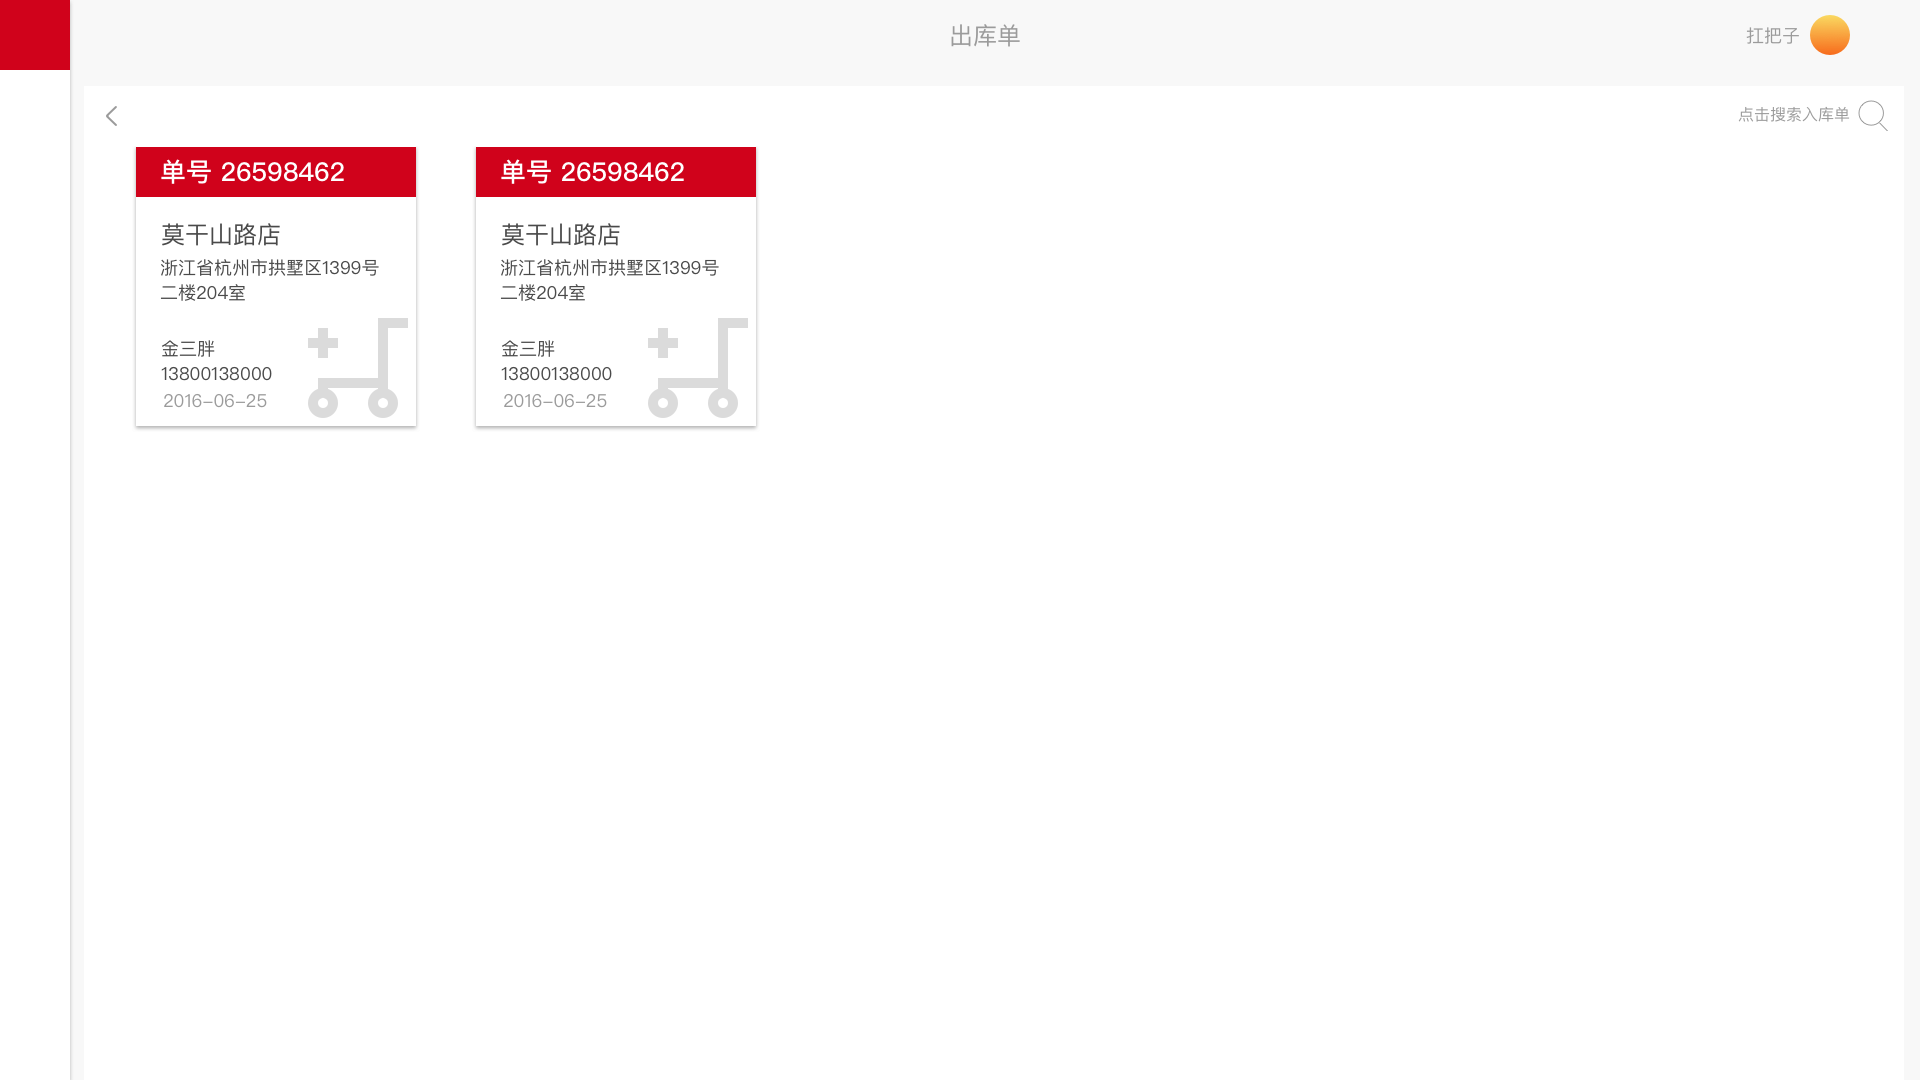 出库单
扛把子
点击搜索入库单
单号 26598462
莫干山路店
浙江省杭州市拱墅区1399号
二楼204室
金三胖
13800138000
2016-06-25
单号 26598462
莫干山路店
浙江省杭州市拱墅区1399号
二楼204室
金三胖
13800138000
2016-06-25